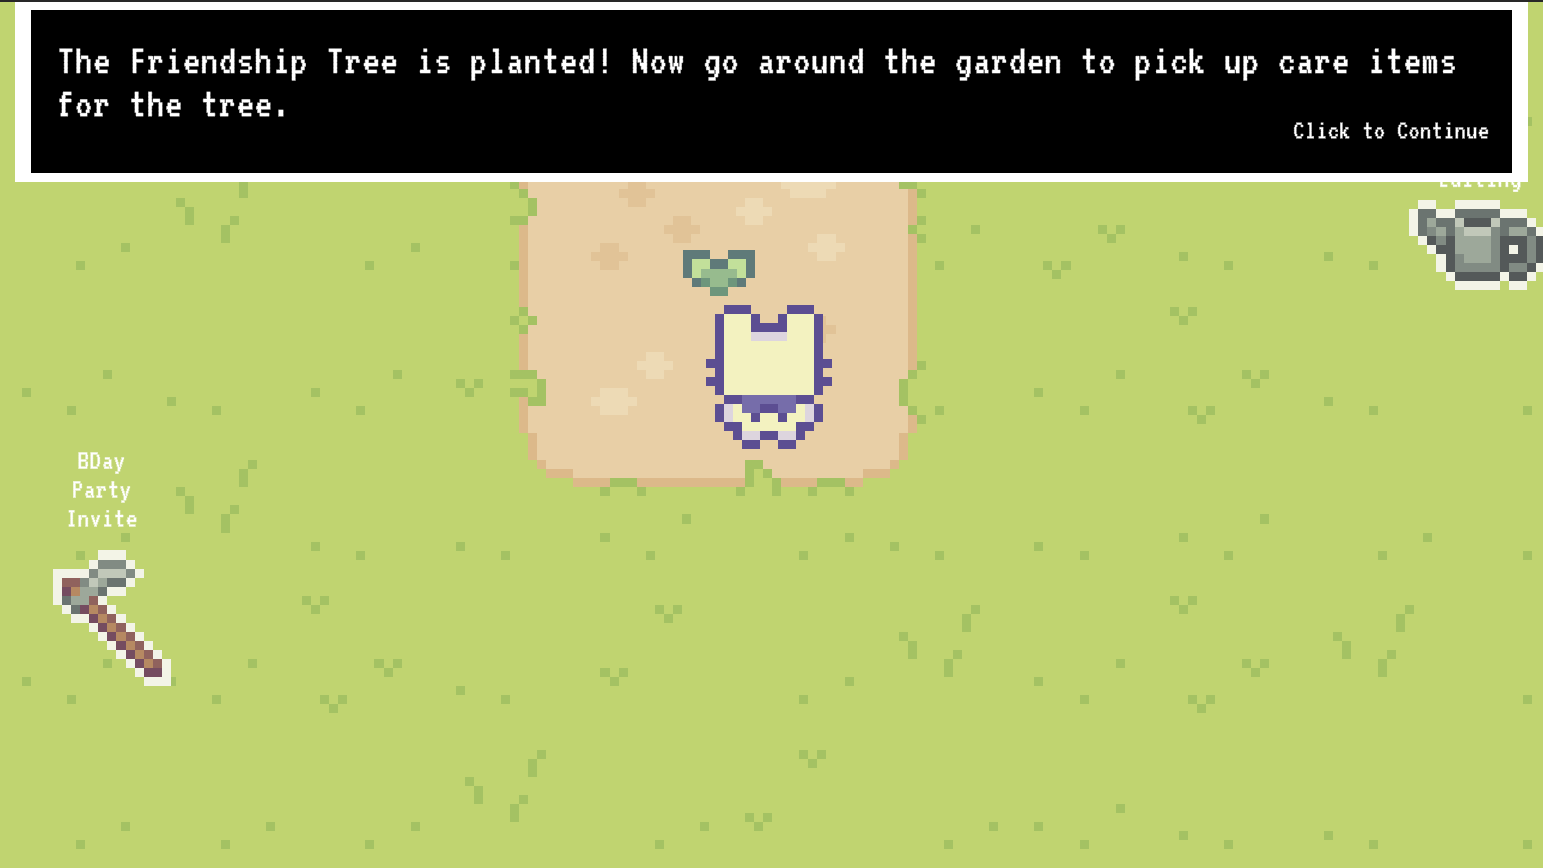 The Friendship Tree is planted! Now go around the garden to pick up care items
for the tree.
Click to Continue
Editing
BDay
Party
Invite